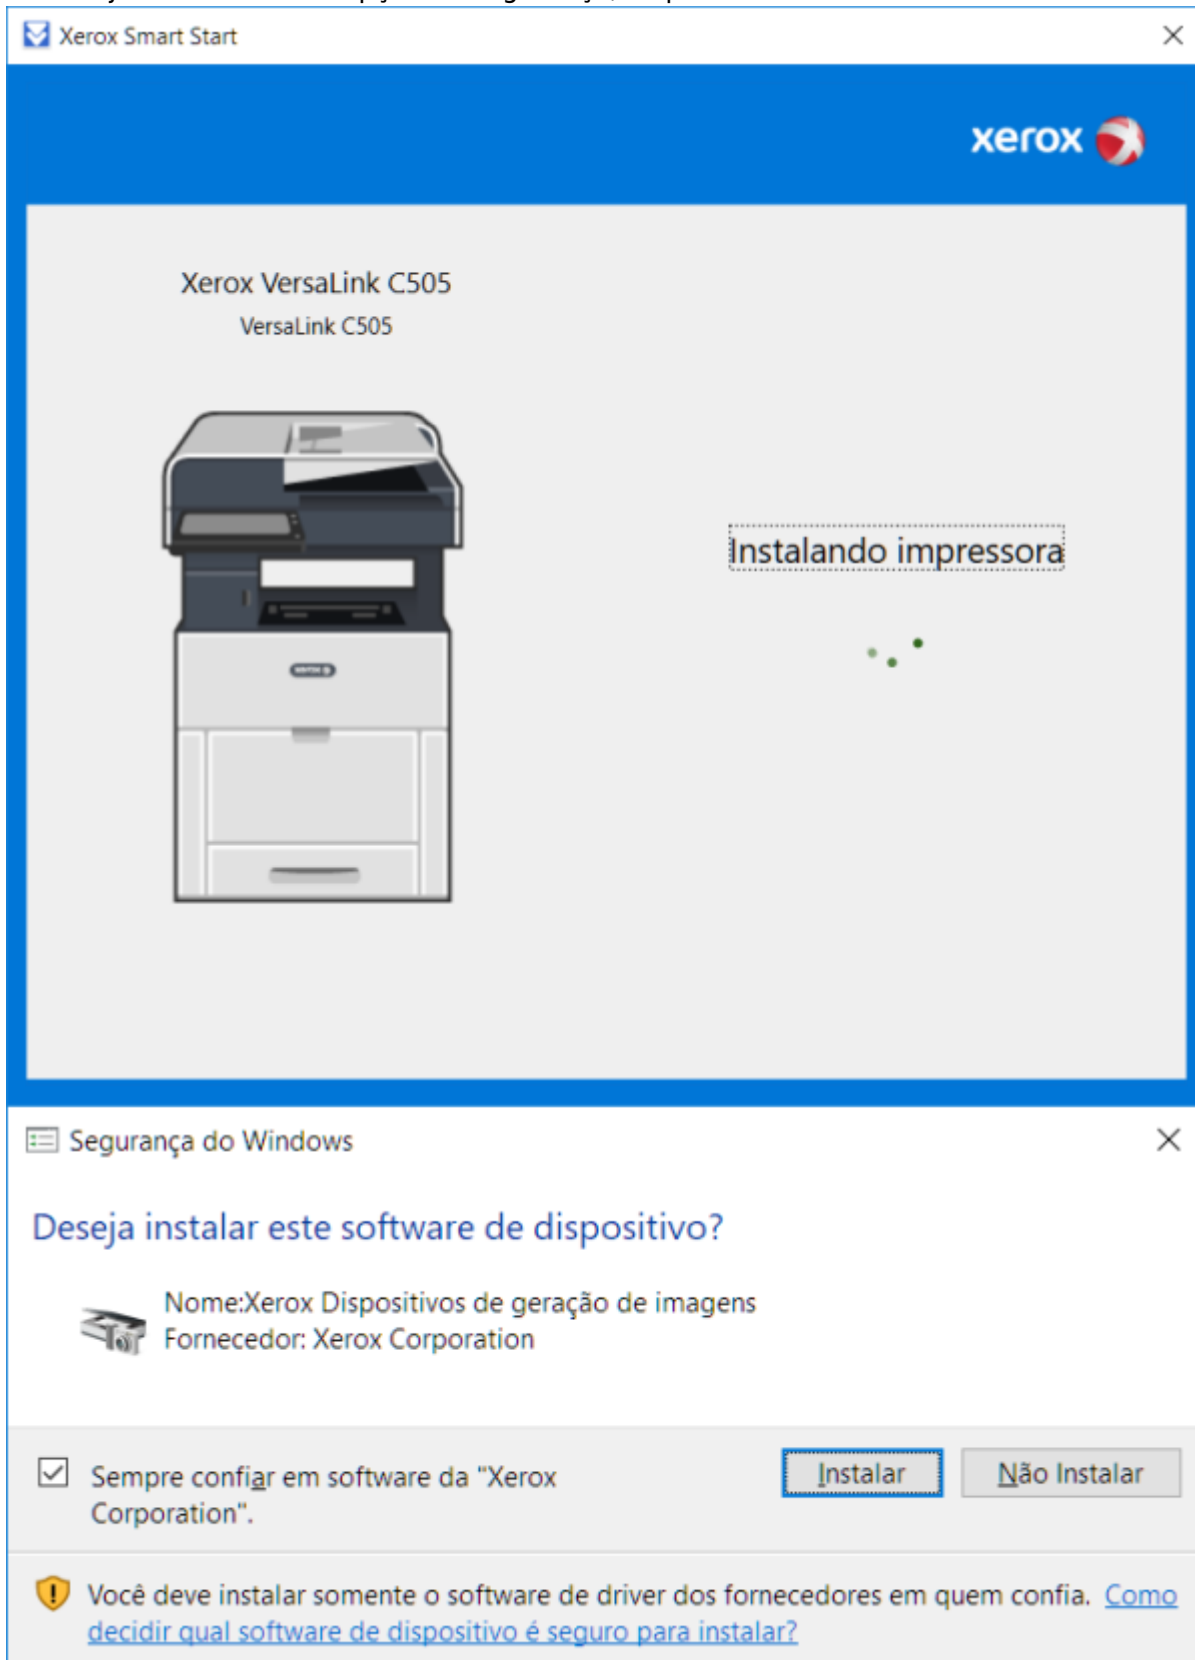 Xerox Smart Start
xerox
Xerox VersaLink C505
VersaLink C505
Instalando impressora
xerox
Segurança do Windows
Deseja instalar este software de dispositivo?
Nome:Xerox Dispositivos de geração de imagens
Fornecedor: Xerox Corporation
Sempre confiar em software da "Xerox
Corporation".
Instalar
Não Instalar
Você deve instalar somente o software de driver dos fornecedores em quem confia. Como
decidir qual software de dispositivo é seguro para instalar?